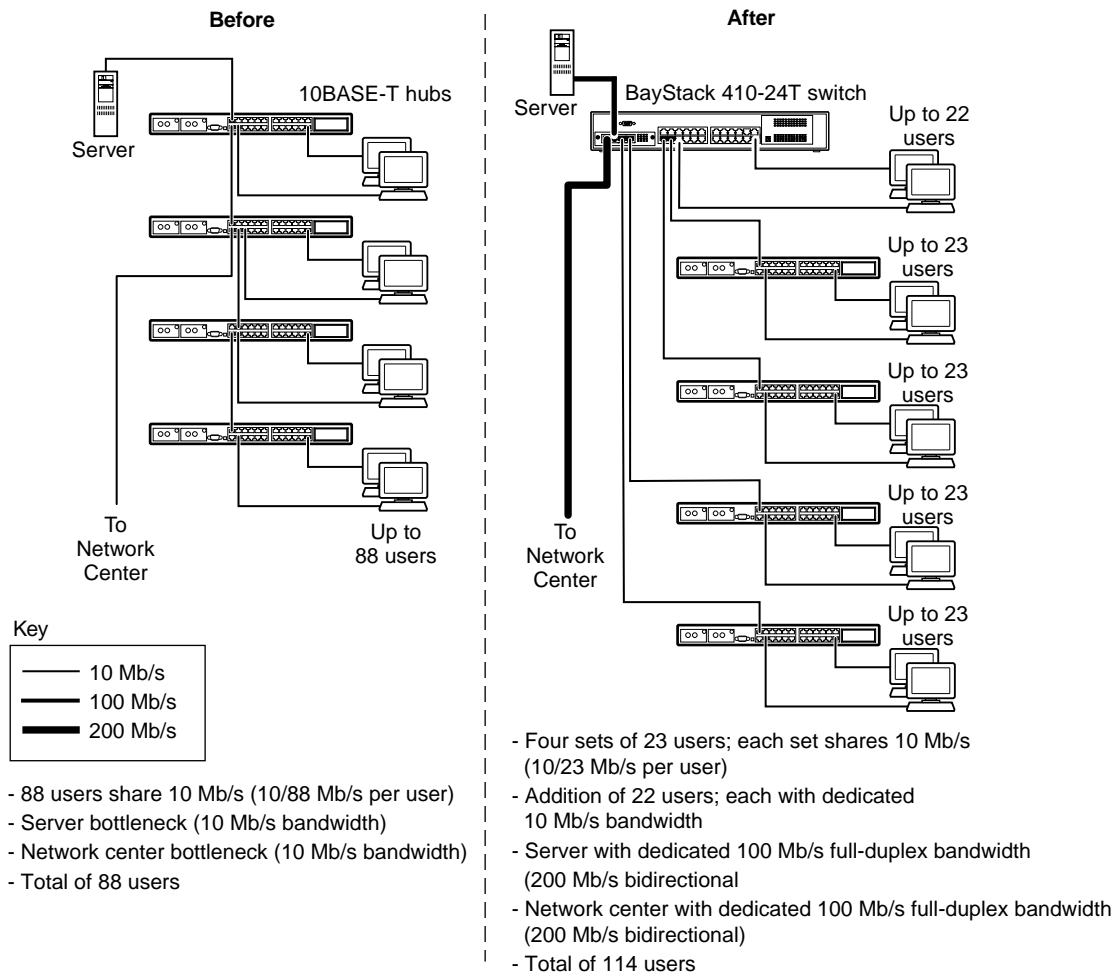 Before
10BASE-T hubs
Server
To
Network
Center
Up to
88 users
Key
10 Mb/s
100 Mb/s
200 Mb/s
- 88 users share 10 Mb/s (10/88 Mb/s per user)
- Server bottleneck (10 Mb/s bandwidth)
- Network center bottleneck (10 Mb/s bandwidth)
- Total of 88 users
After
Server
BayStack 410-24T switch
Up to 22
users
Up to 23
users
Up to 23
users
Up to 23
users
Up to 23
users
To
Network
Center
- Four sets of 23 users; each set shares 10 Mb/s
(10/23 Mb/s per user)
- Addition of 22 users; each with dedicated
10 Mb/s bandwidth
- Server with dedicated 100 Mb/s full-duplex bandwidth
(200 Mb/s bidirectional
- Network center with dedicated 100 Mb/s full-duplex bandwidth
(200 Mb/s bidirectional)
- Total of 114 users